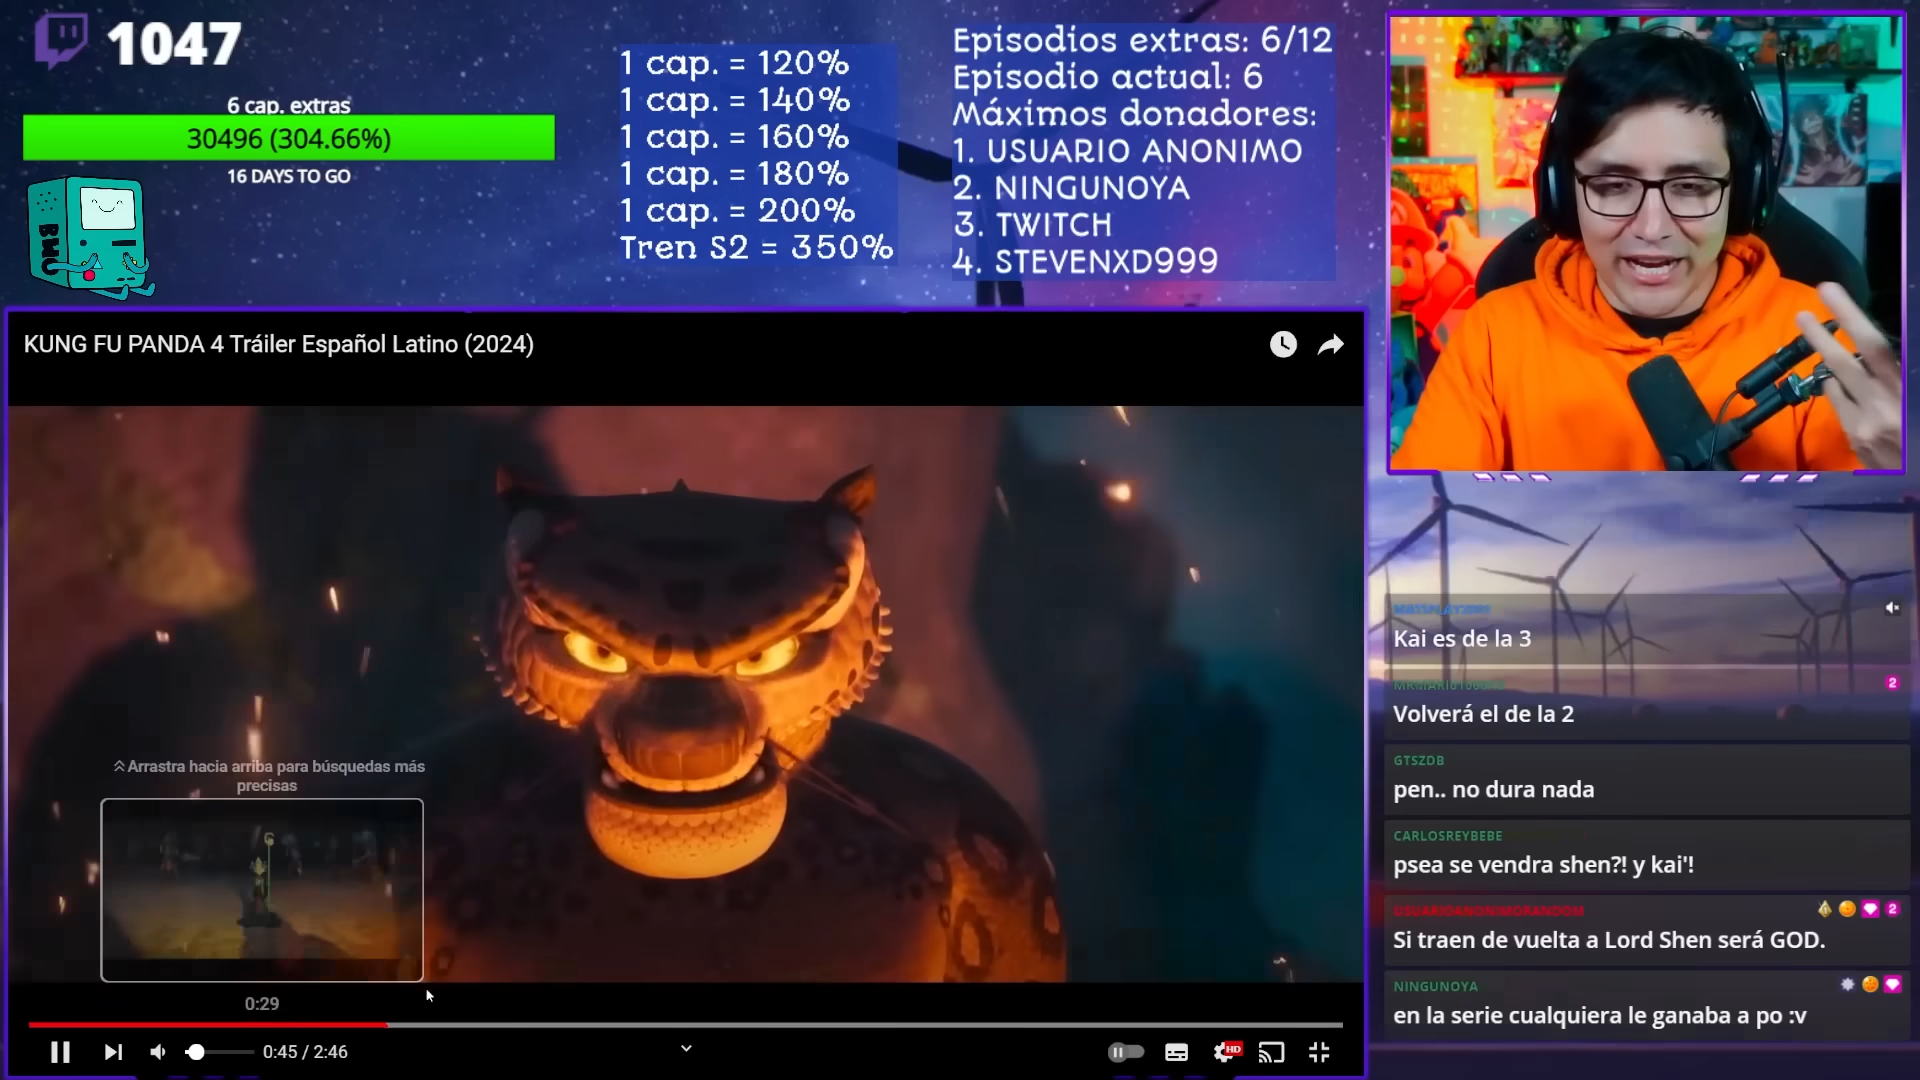 1047
6 cap. extras
30496 (304.66%)
16 DAYS TO GO
BMO
1 cap. = 120%
1 cap. = 140%
1 cap. = 160%
1 cap. = 180%
1 cap. = 200%
Tren S2 = 350%
Episodios extras: 6/12
Episodio actual: 6
Máximos donadores:
1. USUARIO ANONIMO
2. NINGUNOYA
3. TWITCH
4. STEVENXD999
KUNG FU PANDA 4 Tráiler Español Latino (2024)
Arrastra hacia arriba para búsquedas más
precisas
0:29
0:45 / 2:46
HD
Kai es de la 3
2
Volverá el de la 2
GTSZDB
pen.. no dura nada
CARLOSREYBEBE
psea se vendra shen?! y kai'!
USUARIOANONIMORANDOM
2
Si traen de vuelta a Lord Shen será GOD.
NINGUNOYA
en la serie cualquiera le ganaba a po :v